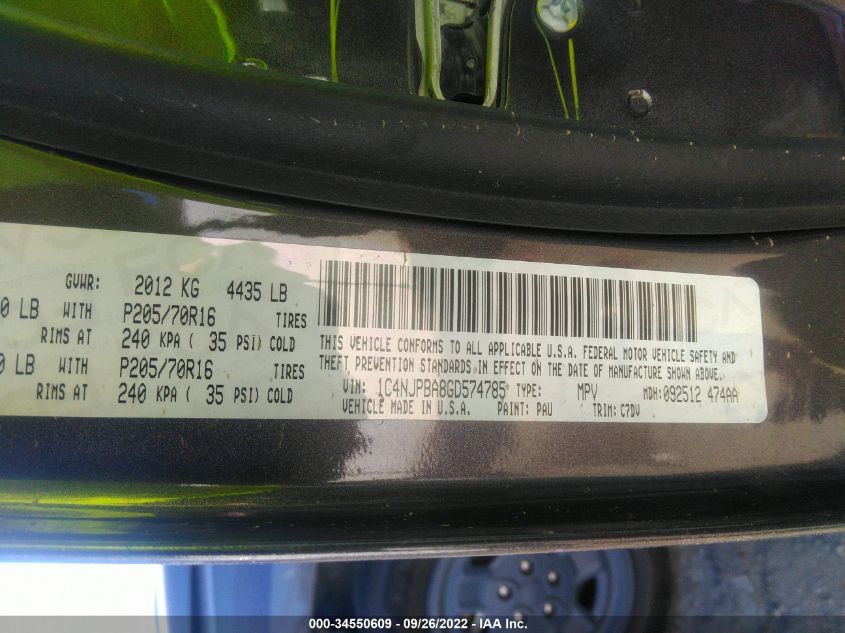 GVWR: 2012 KG 4435 LB
0 LB WITH P205/70R16 TIRES
RIMS AT 240 KPA ( 35 PSI) COLD
0 LB WITH P205/70R16 TIRES
RIMS AT 240 KPA ( 35 PSI) COLD
THIS VEHICLE CONFORMS TO ALL APPLICABLE U.S.A. FEDERAL MOTOR VEHICLE SAFETY AND
THEFT PREVENTION STANDARDS IN EFFECT ON THE DATE OF MANUFACTURE SHOWN ABOVE.
VIN: 1C4NJPBA8GD574785 TYPE: MPV MDH:092512 474AA
VEHICLE MADE IN U.S.A. PAINT: PAU TRIM: C7DV
000-34550609 - 09/26/2022 - IAA Inc.